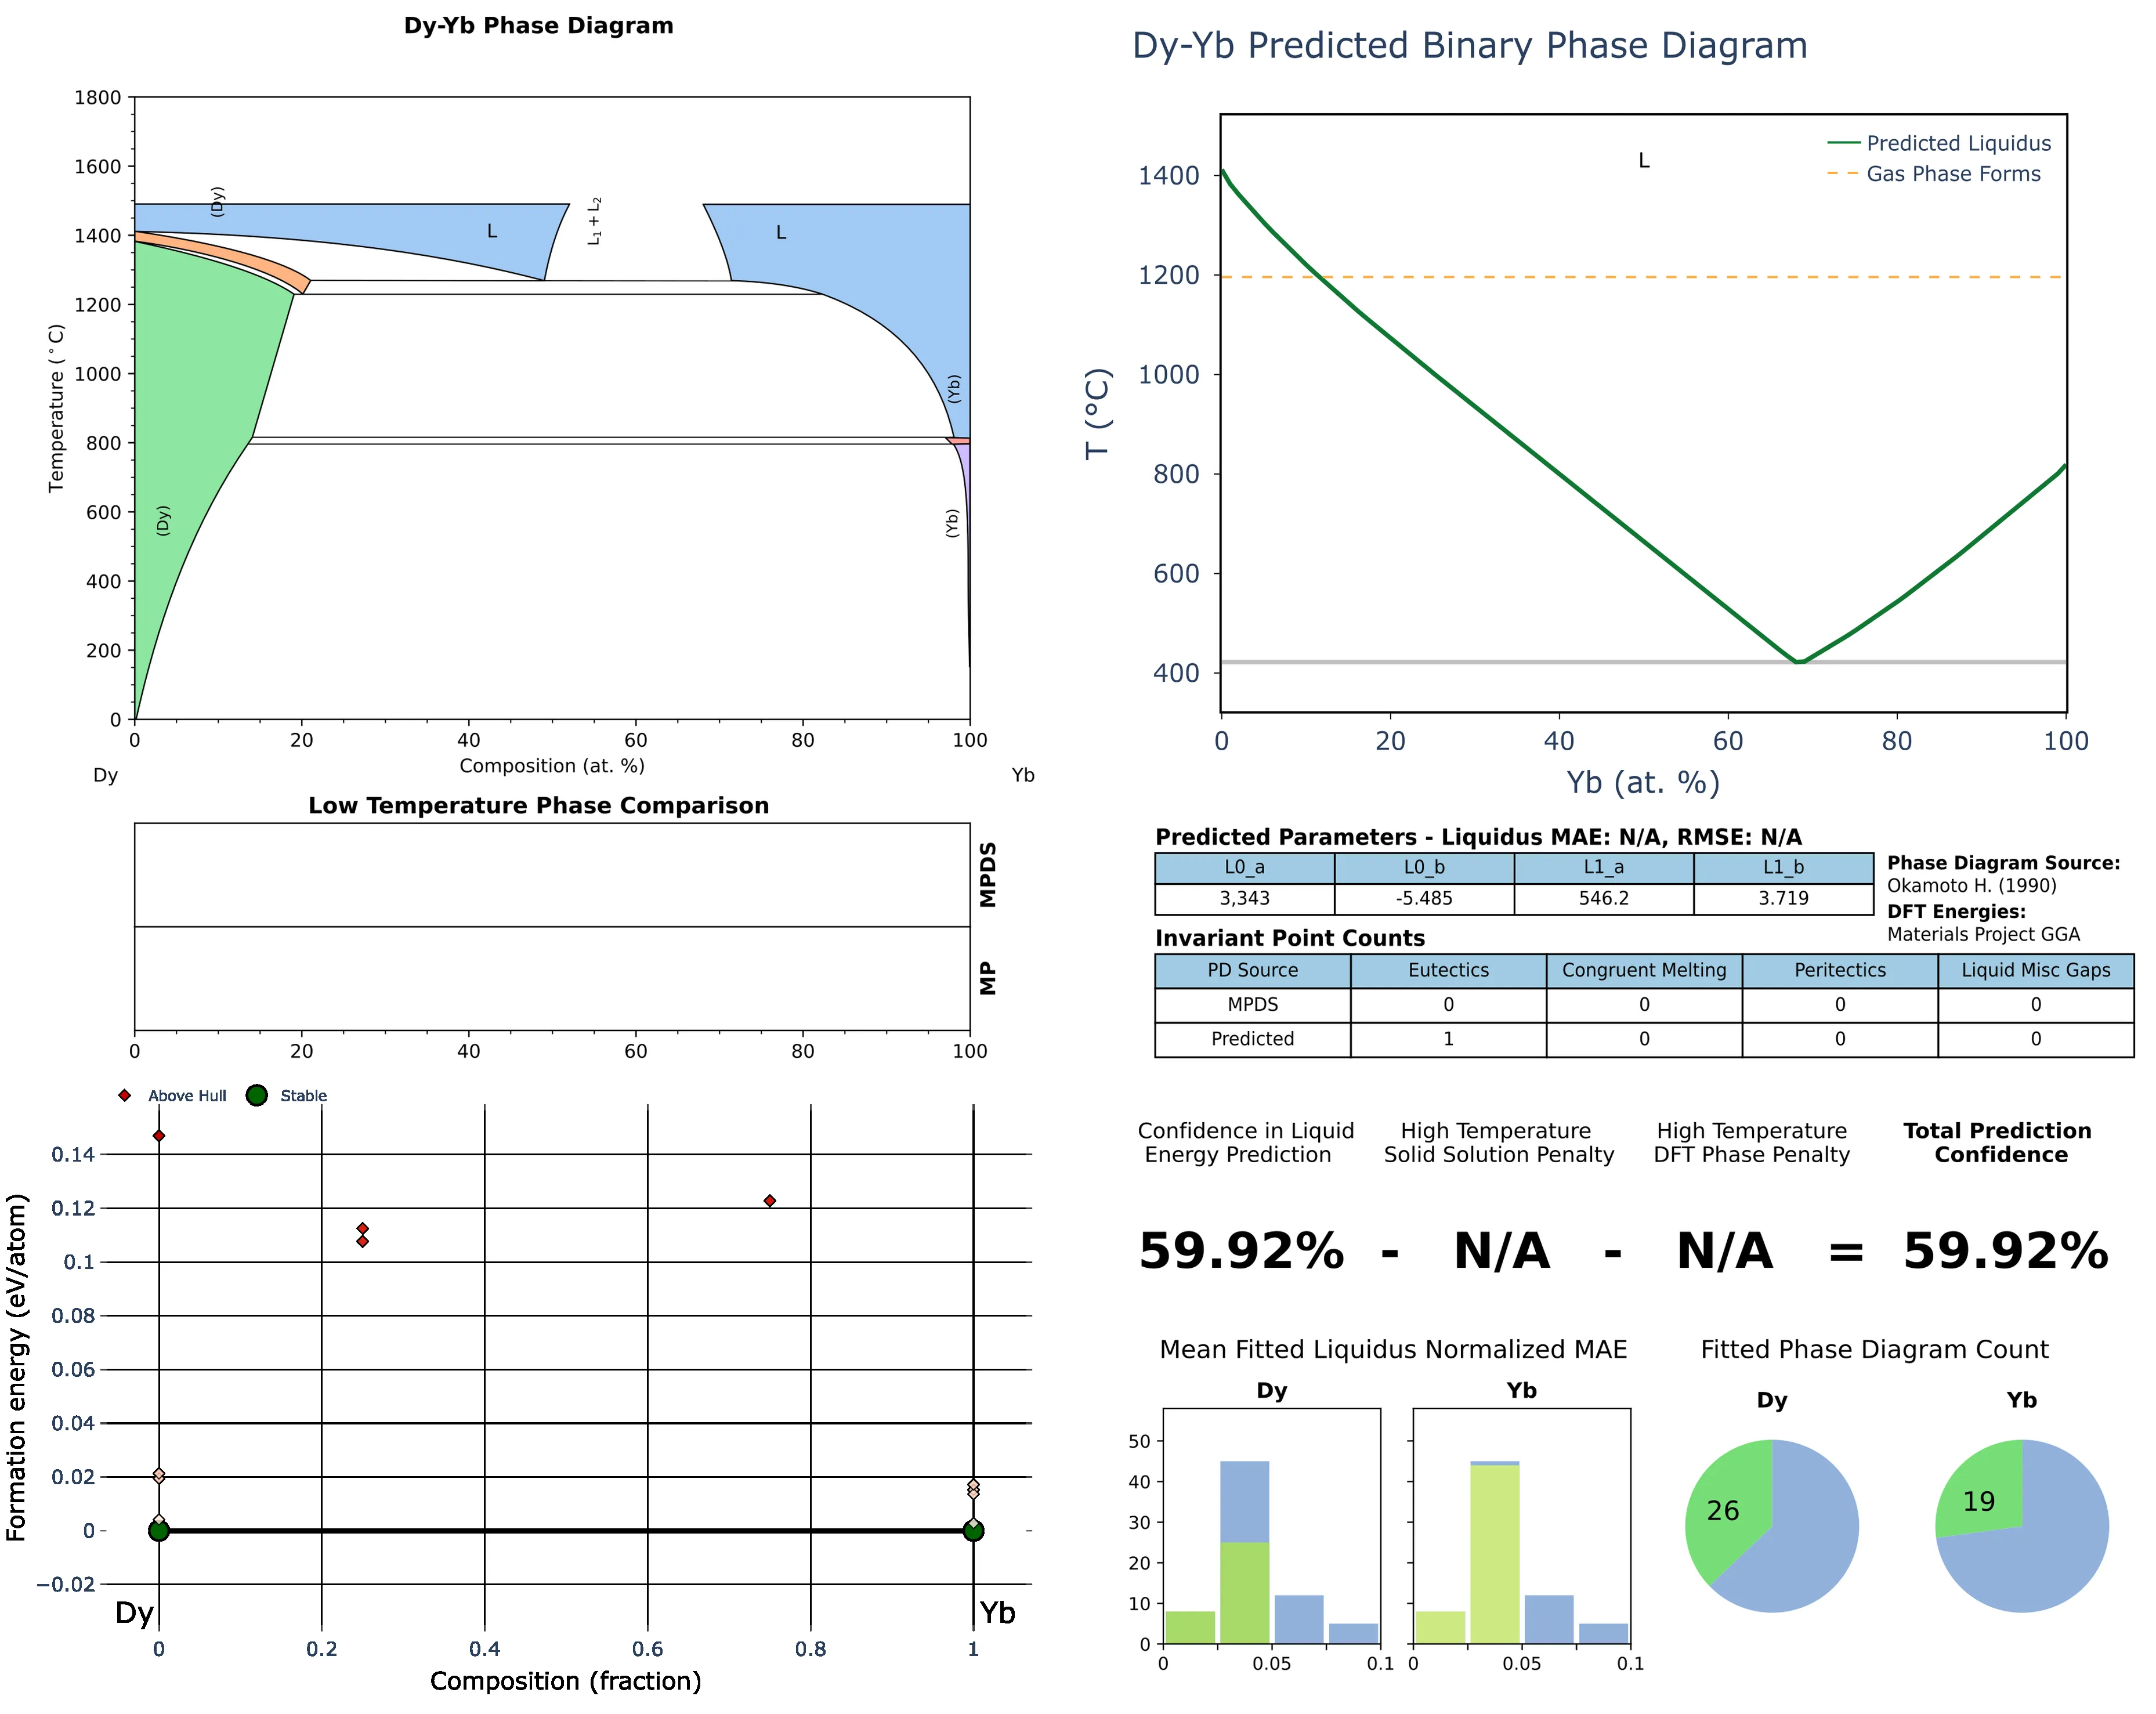 Dy-Yb Phase Diagram
1800
1600
1400
1200
1000
800
600
400
200
0
Temperature (°C)
(Dy)
L
L₁ + L₂
L
(Yb)
(Dy)
(Yb)
0 20 40 60 80 100
Composition (at. %)
Dy Yb
Dy-Yb Predicted Binary Phase Diagram
L
Predicted Liquidus
Gas Phase Forms
1400
1200
1000
800
600
400
T (°C)
0 20 40 60 80 100
Yb (at. %)
Low Temperature Phase Comparison
MPDS
MP
0 20 40 60 80 100
Predicted Parameters - Liquidus MAE: N/A, RMSE: N/A
L0_a L0_b L1_a L1_b
3,343 -5.485 546.2 3.719
Phase Diagram Source:
Okamoto H. (1990)
DFT Energies:
Materials Project GGA
Invariant Point Counts
PD Source Eutectics Congruent Melting Peritectics Liquid Misc Gaps
MPDS 0 0 0 0
Predicted 1 0 0 0
Above Hull Stable
0.14
0.12
0.1
0.08
0.06
0.04
0.02
0
−0.02
Formation energy (eV/atom)
Dy Yb
0 0.2 0.4 0.6 0.8 1
Composition (fraction)
Confidence in Liquid
Energy Prediction
High Temperature
Solid Solution Penalty
High Temperature
DFT Phase Penalty
Total Prediction
Confidence
59.92% - N/A - N/A = 59.92%
Mean Fitted Liquidus Normalized MAE
Dy Yb
50
40
30
20
10
0
0 0.05 0.1 0 0.05 0.1
Fitted Phase Diagram Count
Dy Yb
26 19